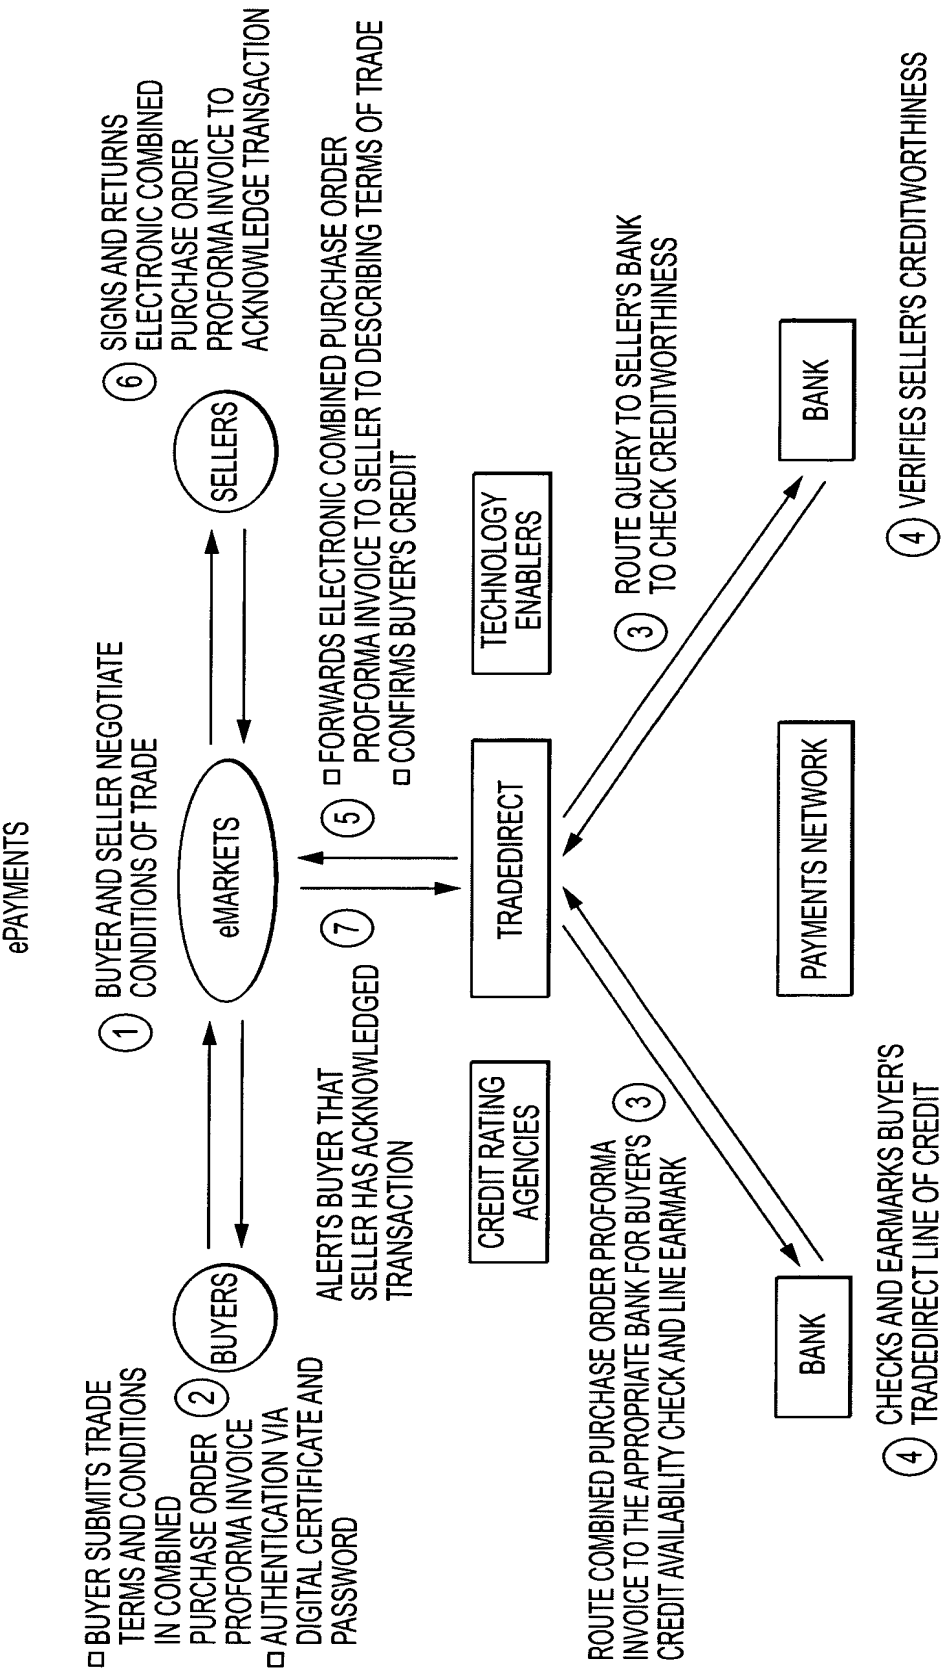 ePAYMENTS
① BUYER AND SELLER NEGOTIATE
CONDITIONS OF TRADE
□ BUYER SUBMITS TRADE
TERMS AND CONDITIONS
IN COMBINED
PURCHASE ORDER ②
PROFORMA INVOICE
□ AUTHENTICATION VIA
DIGITAL CERTIFICATE AND
PASSWORD
BUYERS
eMARKETS
SELLERS
⑥ SIGNS AND RETURNS
ELECTRONIC COMBINED
PURCHASE ORDER
PROFORMA INVOICE TO
ACKNOWLEDGE TRANSACTION
ALERTS BUYER THAT ⑦
SELLER HAS ACKNOWLEDGED
TRANSACTION
⑤ □ FORWARDS ELECTRONIC COMBINED PURCHASE ORDER
PROFORMA INVOICE TO SELLER TO DESCRIBING TERMS OF TRADE
□ CONFIRMS BUYER'S CREDIT
CREDIT RATING
AGENCIES
TRADEDIRECT
TECHNOLOGY
ENABLERS
ROUTE COMBINED PURCHASE ORDER PROFORMA
INVOICE TO THE APPROPRIATE BANK FOR BUYER'S ③
CREDIT AVAILABILITY CHECK AND LINE EARMARK
③ ROUTE QUERY TO SELLER'S BANK
TO CHECK CREDITWORTHINESS
BANK
PAYMENTS NETWORK
BANK
④ CHECKS AND EARMARKS BUYER'S
TRADEDIRECT LINE OF CREDIT
④ VERIFIES SELLER'S CREDITWORTHINESS